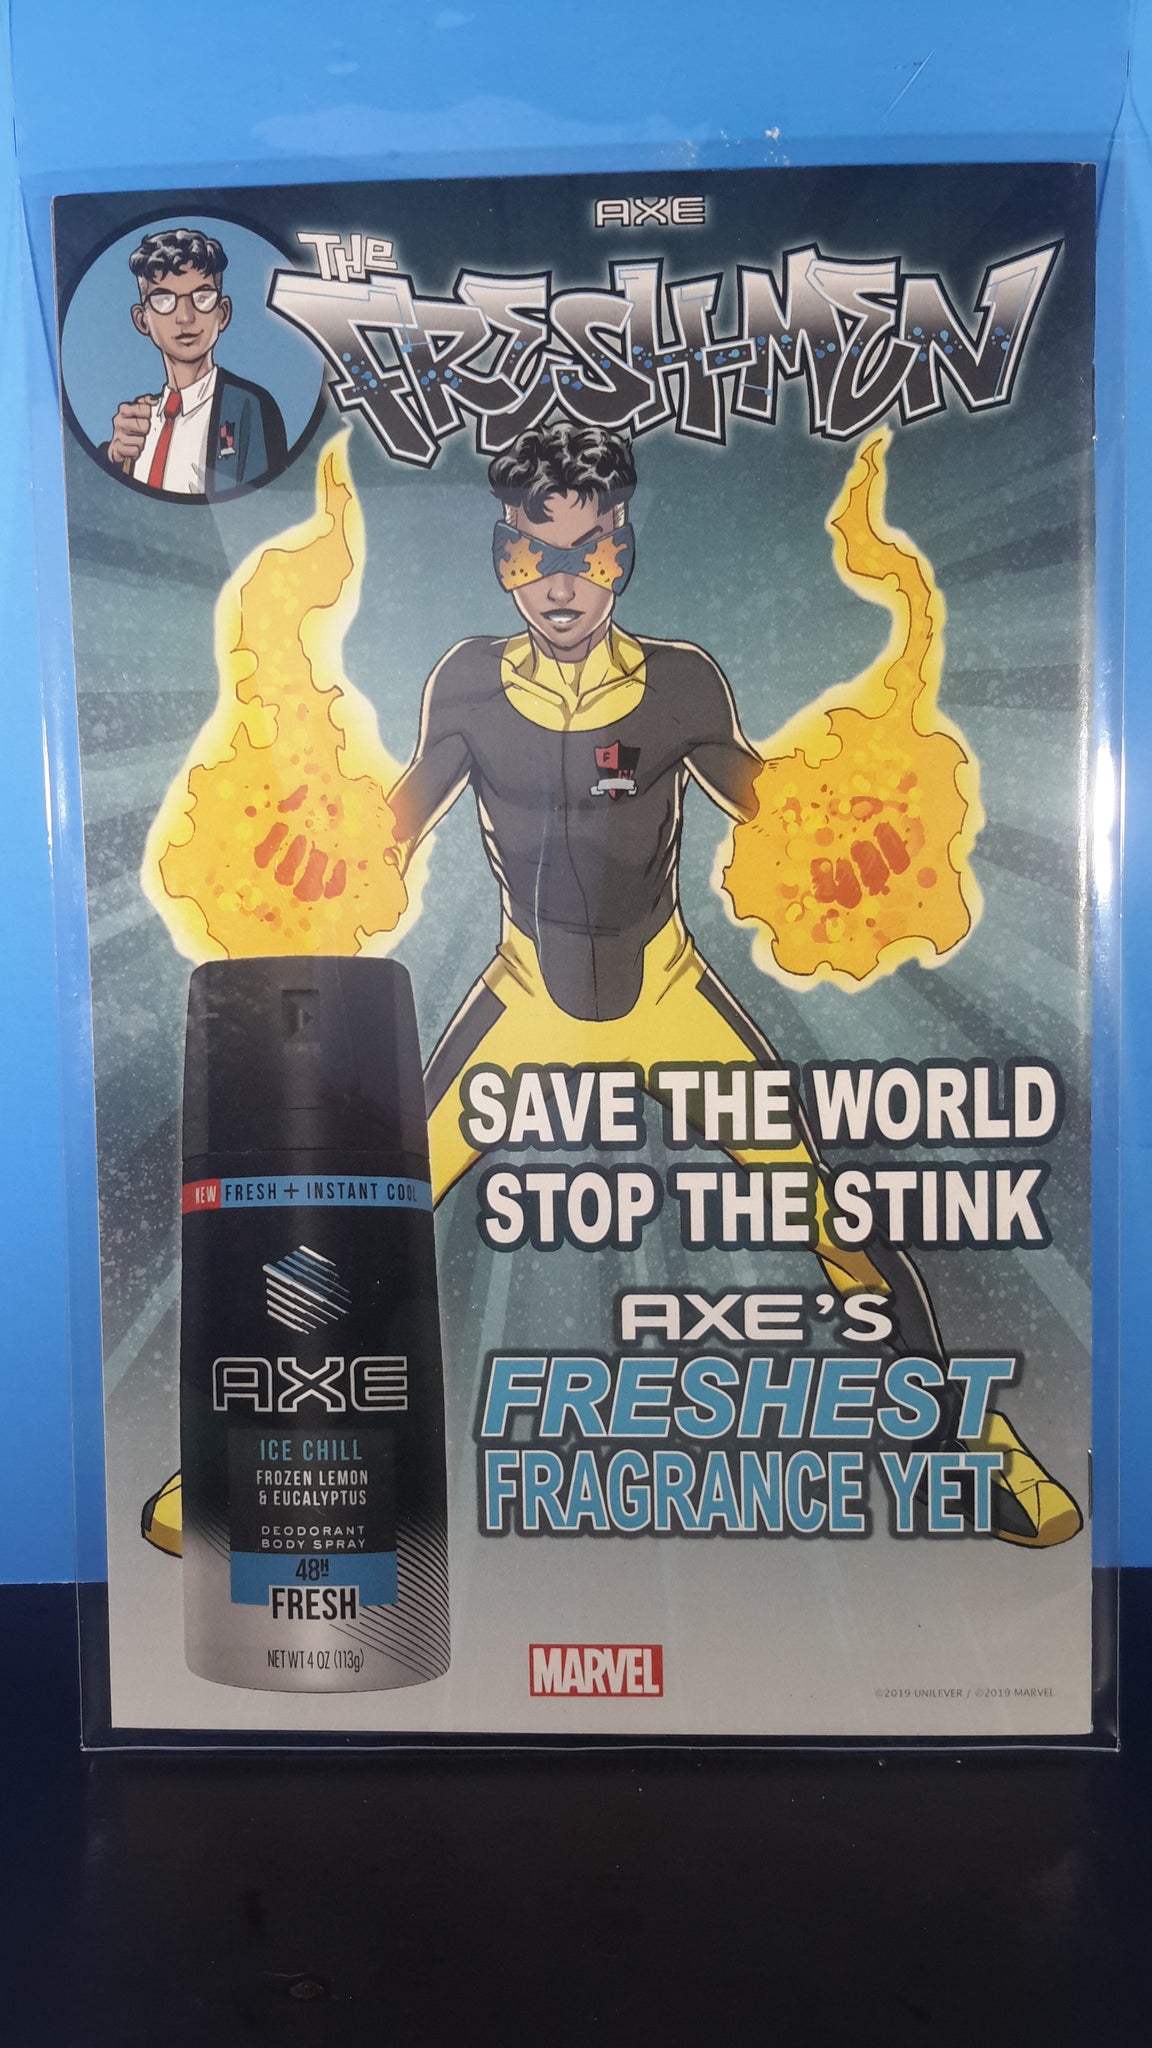 AXE
THE
FRESH-MEN
F
SAVE THE WORLD
STOP THE STINK
AXE'S
FRESHEST
FRAGRANCE YET
NEW FRESH + INSTANT COOL
AXE
ICE CHILL
FROZEN LEMON
& EUCALYPTUS
DEODORANT
BODY SPRAY
48H
FRESH
NET WT 4 OZ (113g)
MARVEL
©2019 UNILEVER / ©2019 MARVEL